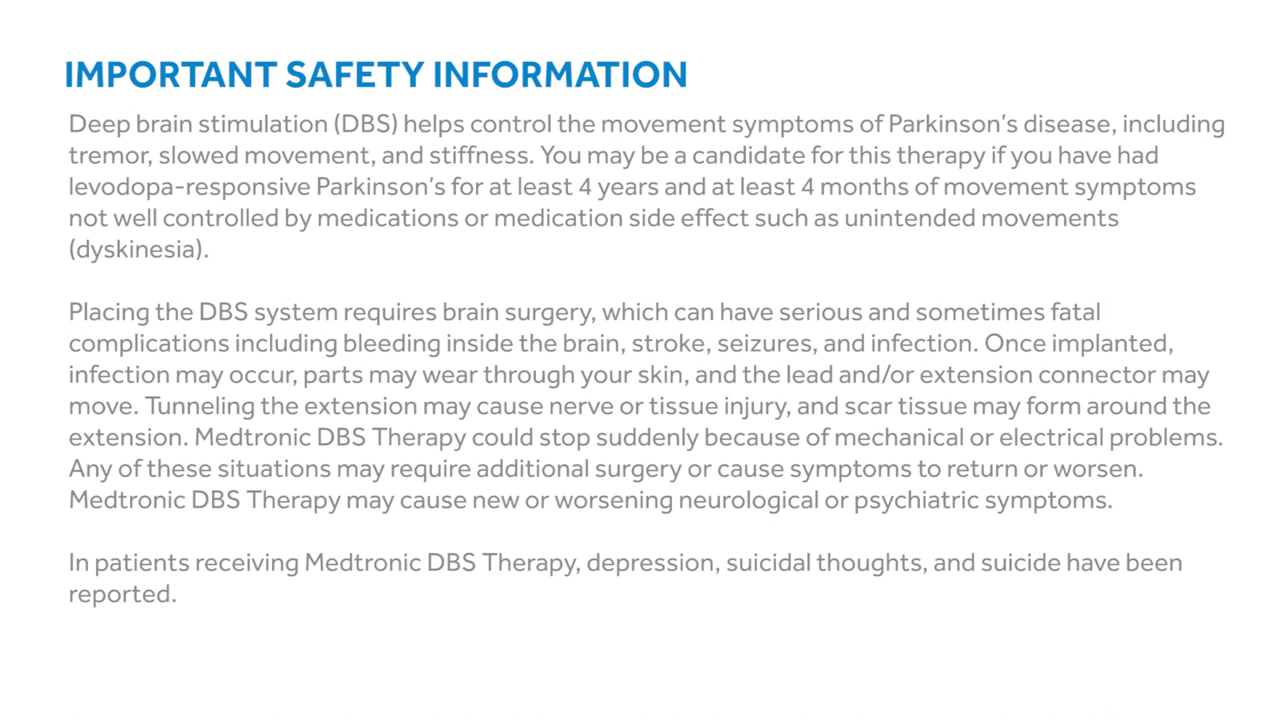 IMPORTANT SAFETY INFORMATION
Deep brain stimulation (DBS) helps control the movement symptoms of Parkinson's disease, including
tremor, slowed movement, and stiffness. You may be a candidate for this therapy if you have had
levodopa-responsive Parkinson's for at least 4 years and at least 4 months of movement symptoms
not well controlled by medications or medication side effect such as unintended movements
(dyskinesia).
Placing the DBS system requires brain surgery, which can have serious and sometimes fatal
complications including bleeding inside the brain, stroke, seizures, and infection. Once implanted,
infection may occur, parts may wear through your skin, and the lead and/or extension connector may
move. Tunneling the extension may cause nerve or tissue injury, and scar tissue may form around the
extension. Medtronic DBS Therapy could stop suddenly because of mechanical or electrical problems.
Any of these situations may require additional surgery or cause symptoms to return or worsen.
Medtronic DBS Therapy may cause new or worsening neurological or psychiatric symptoms.
In patients receiving Medtronic DBS Therapy, depression, suicidal thoughts, and suicide have been
reported.